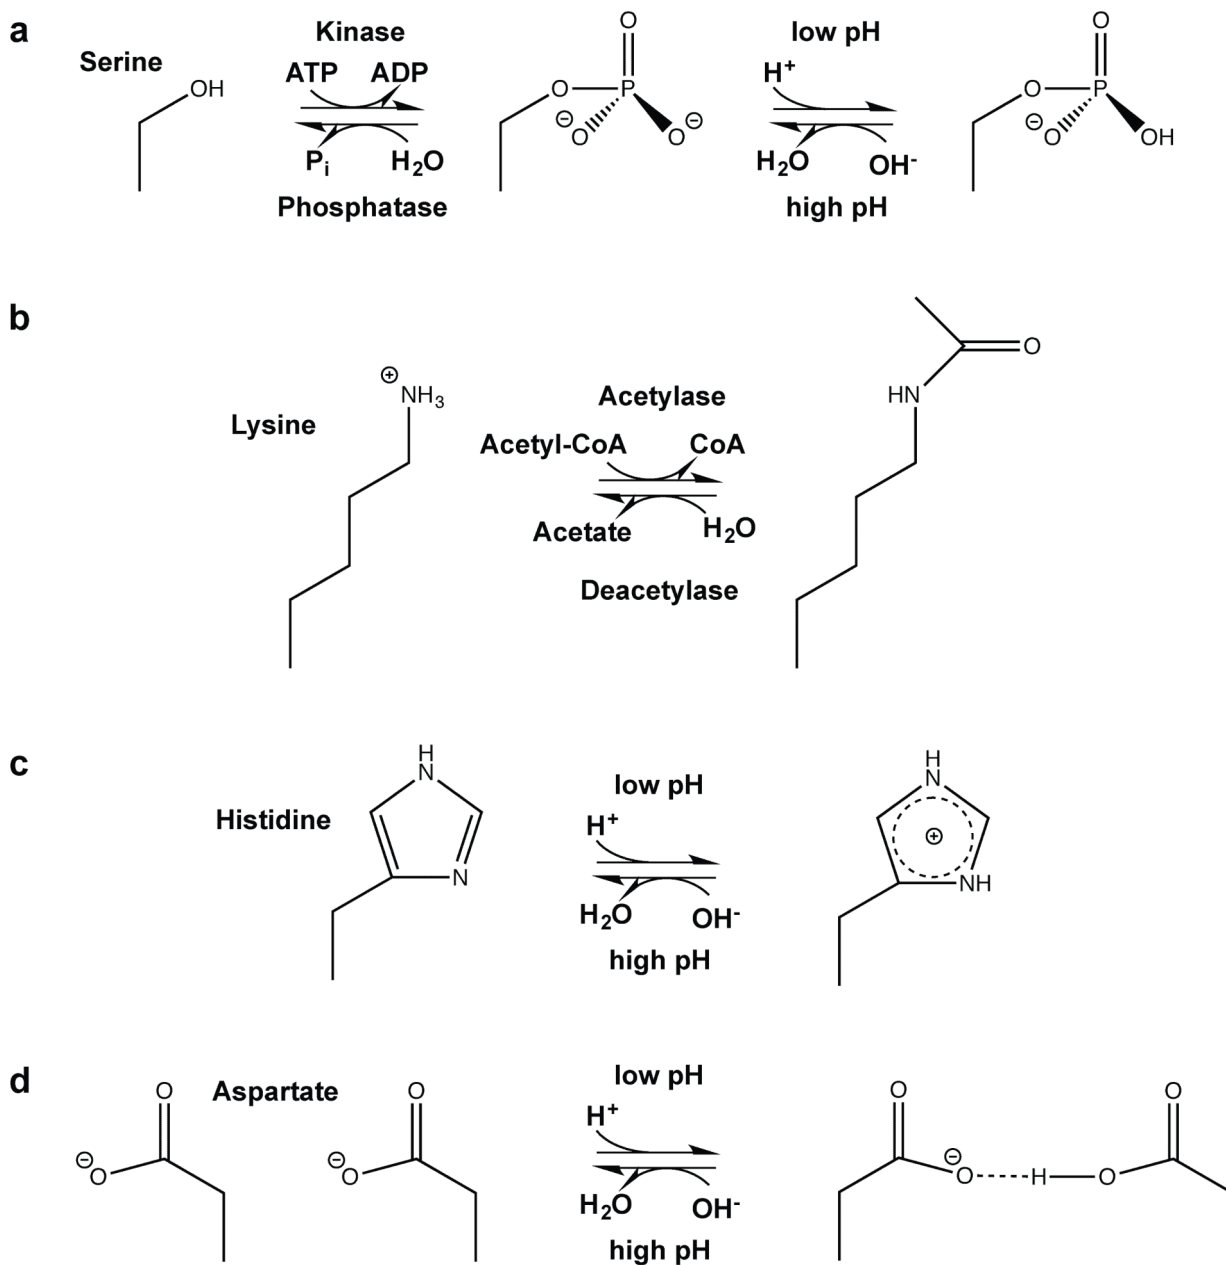 a
Serine
OH
Kinase
ATP ADP
Pi H2O
Phosphatase
O
O P
⊖O O⊖
low pH
H+
H2O OH-
high pH
O
O P
⊖O OH
b
Lysine
⊕
NH3
Acetylase
Acetyl-CoA CoA
Acetate H2O
Deacetylase
O
HN
c
Histidine
H
N
N
low pH
H+
H2O OH-
high pH
H
N
⊕
NH
d
Aspartate
O
⊖O
O
⊖O
low pH
H+
H2O OH-
high pH
O O
⊖
O H O